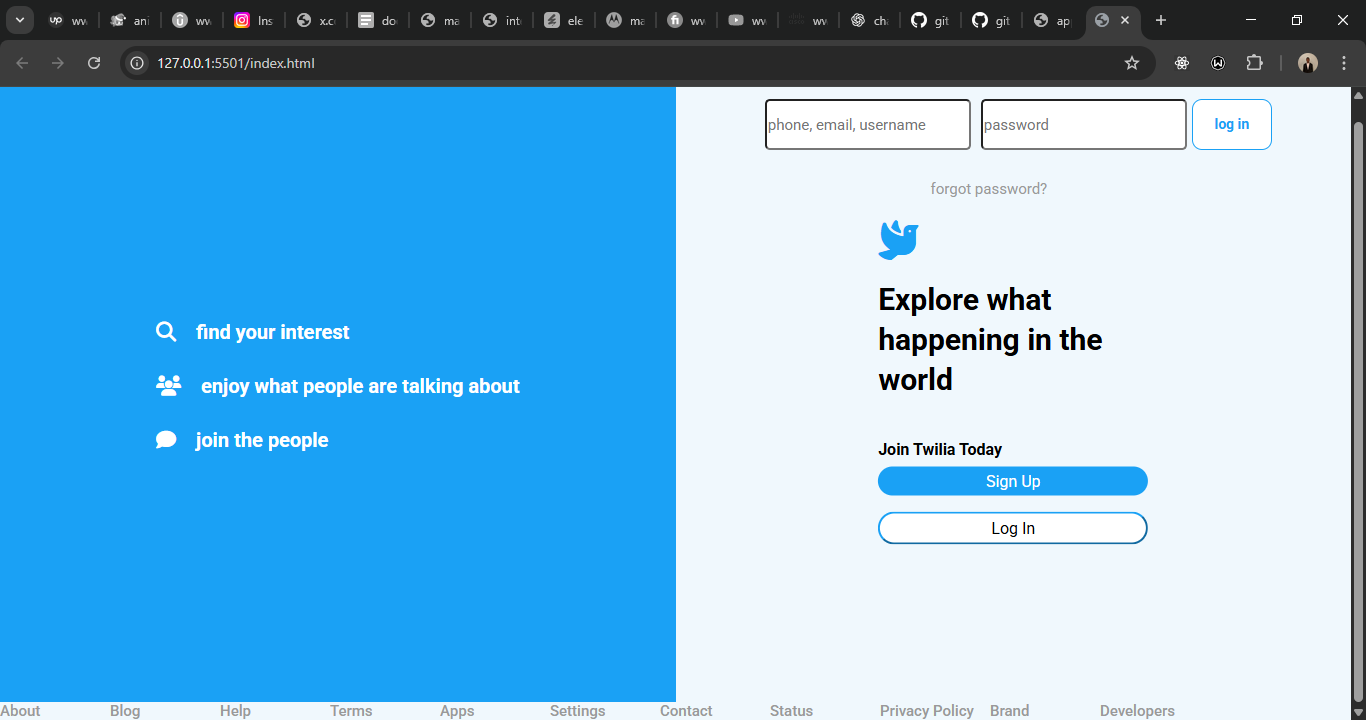 up
ww
ani
ww
Ins
x.c
do
ma
int
ele
ma
ww
ww
ww
cha
git
git
ap
127.0.0.1:5501/index.html
phone, email, username
password
log in
forgot password?
find your interest
enjoy what people are talking about
join the people
Explore what
happening in the
world
Join Twilia Today
Sign Up
Log In
About Blog Help Terms Apps Settings Contact Status Privacy Policy Brand Developers